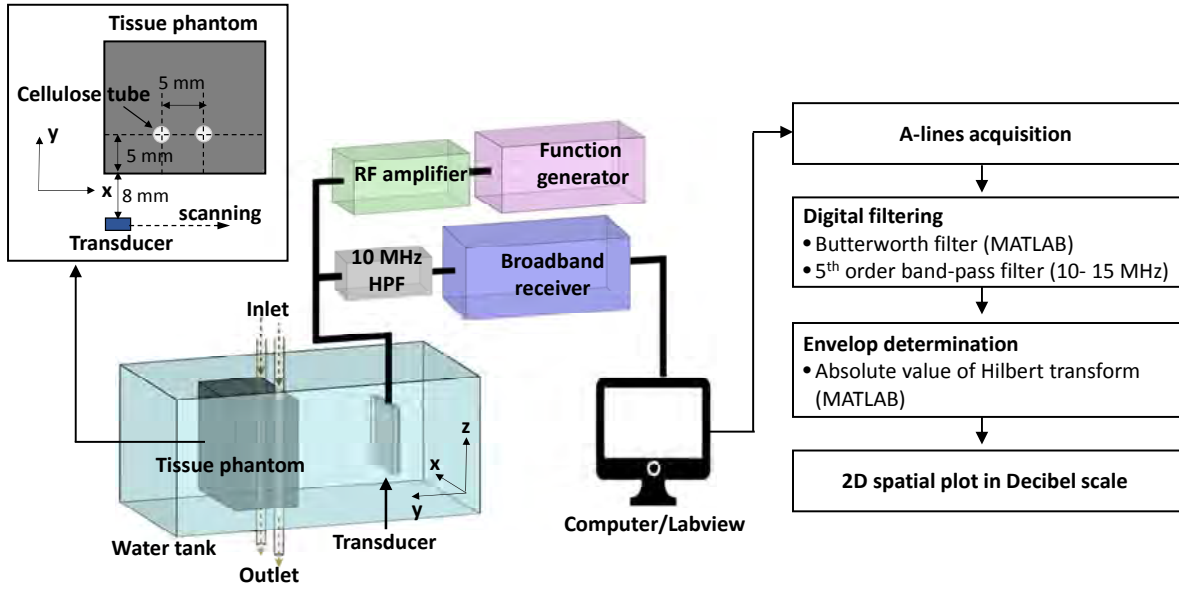 Tissue phantom
5 mm
Cellulose tube
y
5 mm
x
8 mm
scanning
Transducer
RF amplifier
Function
generator
10 MHz
HPF
Broadband
receiver
Inlet
Tissue phantom
z
x
y
Water tank
Transducer
Outlet
Computer/Labview
A-lines acquisition
Digital filtering
• Butterworth filter (MATLAB)
• 5th order band-pass filter (10- 15 MHz)
Envelop determination
• Absolute value of Hilbert transform
(MATLAB)
2D spatial plot in Decibel scale